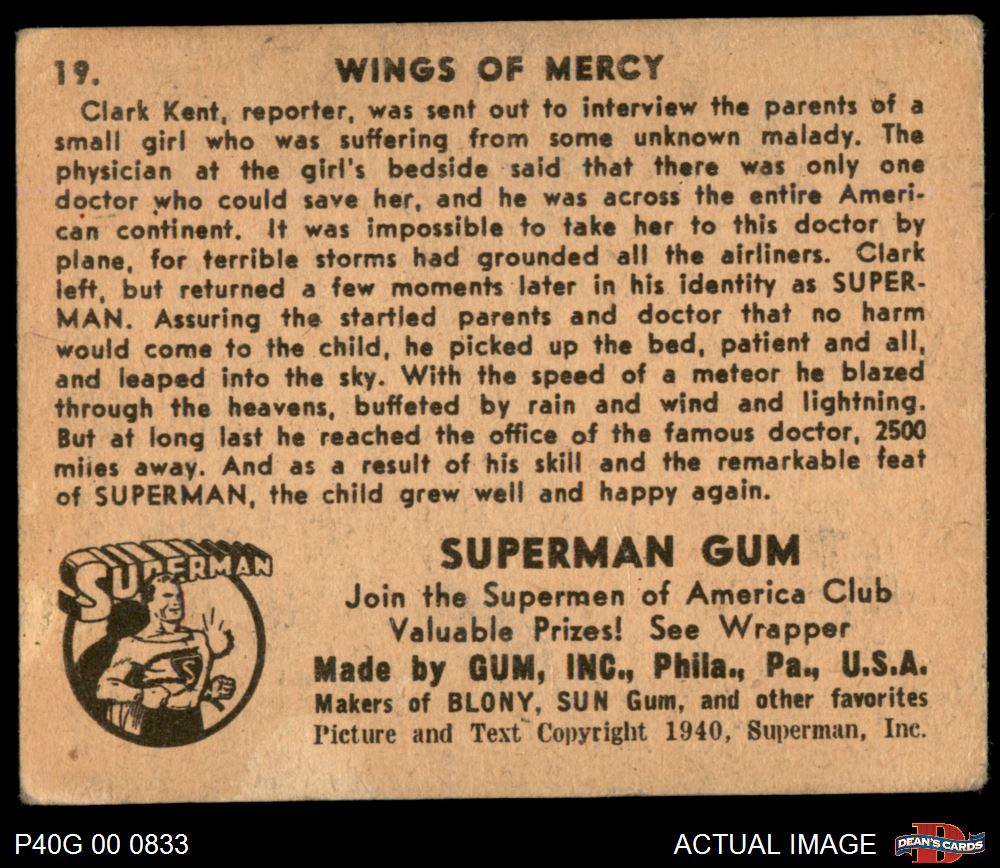 19. WINGS OF MERCY
Clark Kent, reporter, was sent out to interview the parents of a
small girl who was suffering from some unknown malady. The
physician at the girl's bedside said that there was only one
doctor who could save her, and he was across the entire Ameri-
can continent. It was impossible to take her to this doctor by
plane, for terrible storms had grounded all the airliners. Clark
left, but returned a few moments later in his identity as SUPER-
MAN. Assuring the startled parents and doctor that no harm
would come to the child, he picked up the bed, patient and all,
and leaped into the sky. With the speed of a meteor he blazed
through the heavens, buffeted by rain and wind and lightning.
But at long last he reached the office of the famous doctor, 2500
miles away. And as a result of his skill and the remarkable feat
of SUPERMAN, the child grew well and happy again.
SUPERMAN
S
SUPERMAN GUM
Join the Supermen of America Club
Valuable Prizes! See Wrapper
Made by GUM, INC., Phila., Pa., U.S.A.
Makers of BLONY, SUN Gum, and other favorites
Picture and Text Copyright 1940, Superman, Inc.
P40G 00 0833
ACTUAL IMAGE
D
DEAN'S CARDS